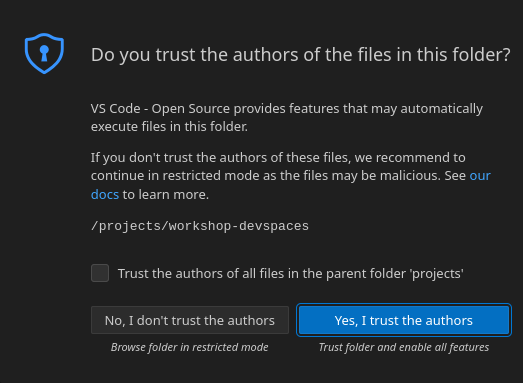 Do you trust the authors of the files in this folder?
VS Code - Open Source provides features that may automatically
execute files in this folder.
If you don't trust the authors of these files, we recommend to
continue in restricted mode as the files may be malicious. See our
docs to learn more.
/projects/workshop-devspaces
Trust the authors of all files in the parent folder 'projects'
No, I don't trust the authors
Yes, I trust the authors
Browse folder in restricted mode
Trust folder and enable all features